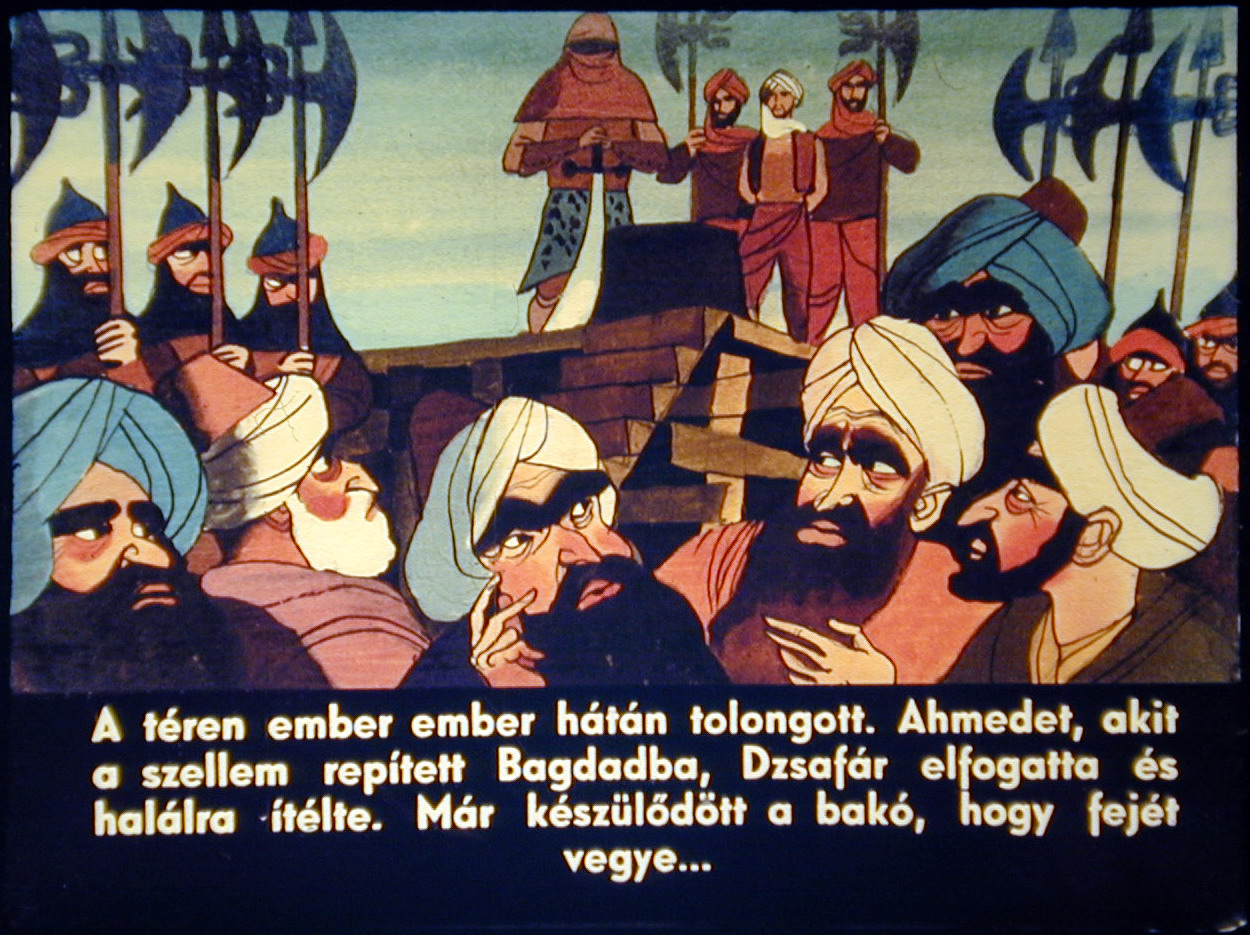 A téren ember ember hátán tolongott. Ahmedet, akit
a szellem repített Bagdadba, Dzsafár elfogatta és
halálra ítélte. Már készülődött a bakó, hogy fejét
vegye...